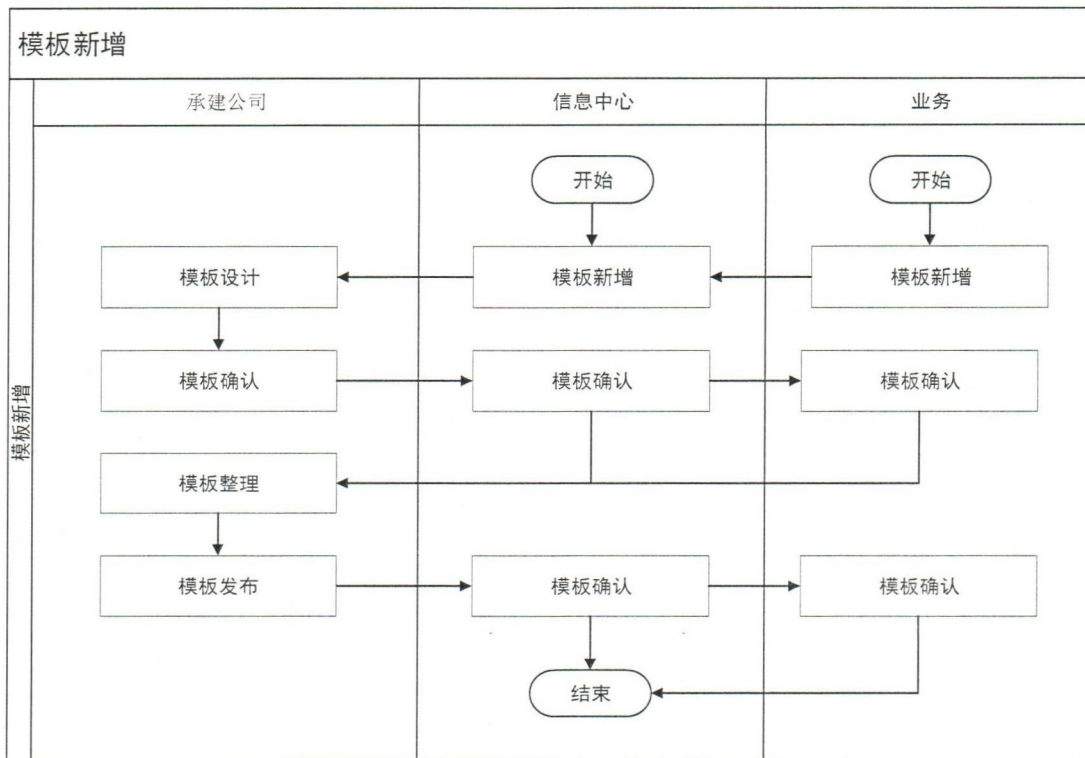 模板新增
承建公司
信息中心
业务
开始
开始
模板设计
模板新增
模板新增
模板确认
模板确认
模板确认
模板新增
模板整理
模板发布
模板确认
模板确认
结束